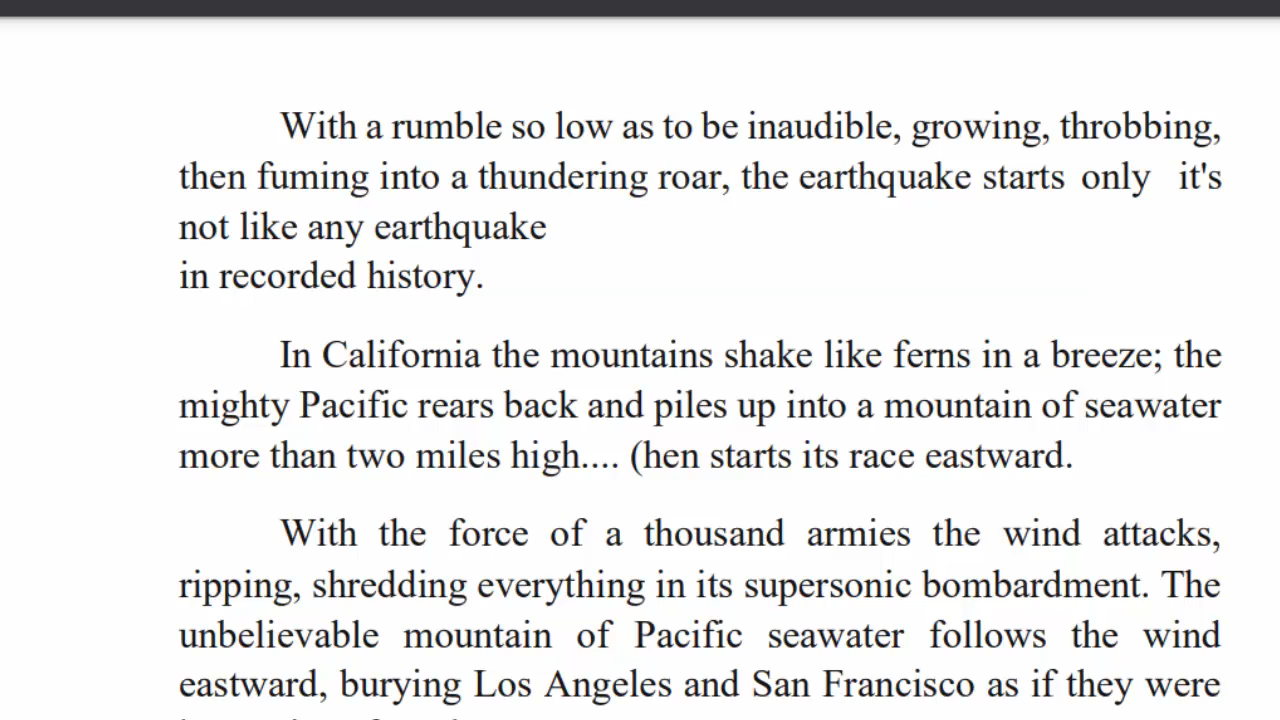 With a rumble so low as to be inaudible, growing, throbbing,
then fuming into a thundering roar, the earthquake starts only it's
not like any earthquake
in recorded history.
In California the mountains shake like ferns in a breeze; the
mighty Pacific rears back and piles up into a mountain of seawater
more than two miles high.... (hen starts its race eastward.
With the force of a thousand armies the wind attacks,
ripping, shredding everything in its supersonic bombardment. The
unbelievable mountain of Pacific seawater follows the wind
eastward, burying Los Angeles and San Francisco as if they were